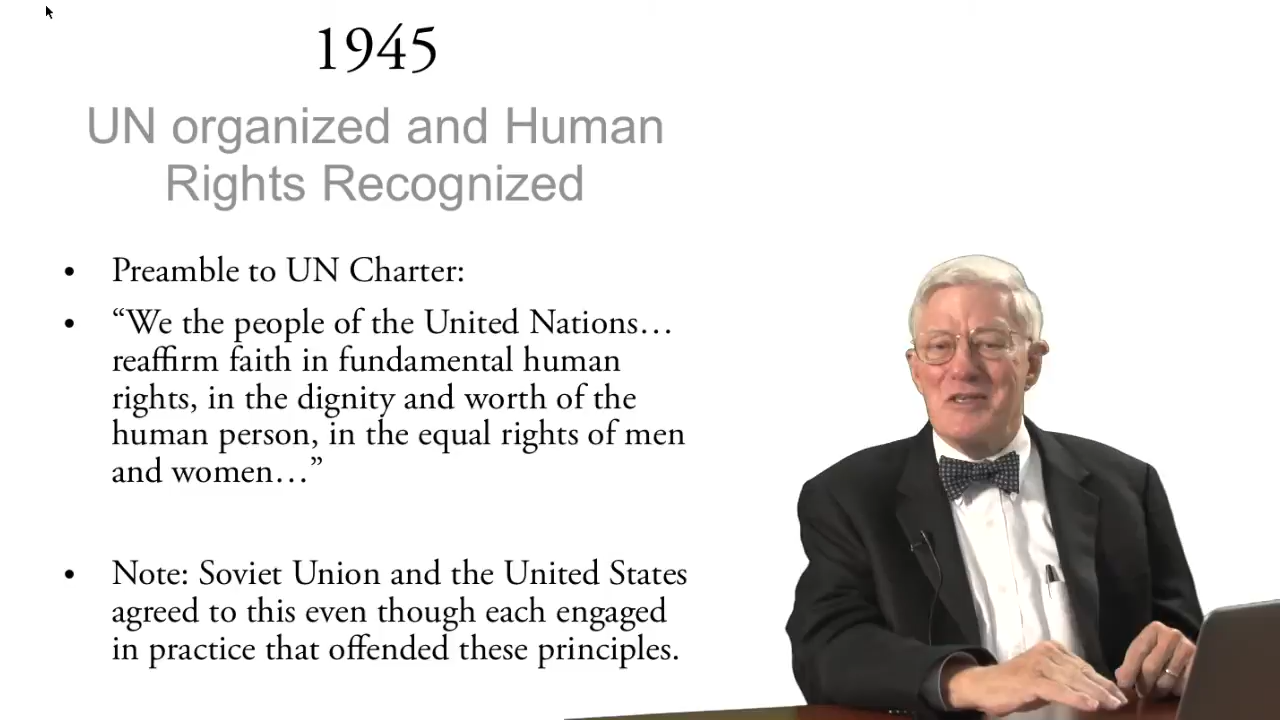 1945
UN organized and Human
Rights Recognized
• Preamble to UN Charter:
• “We the people of the United Nations…
reaffirm faith in fundamental human
rights, in the dignity and worth of the
human person, in the equal rights of men
and women…”
• Note: Soviet Union and the United States
agreed to this even though each engaged
in practice that offended these principles.